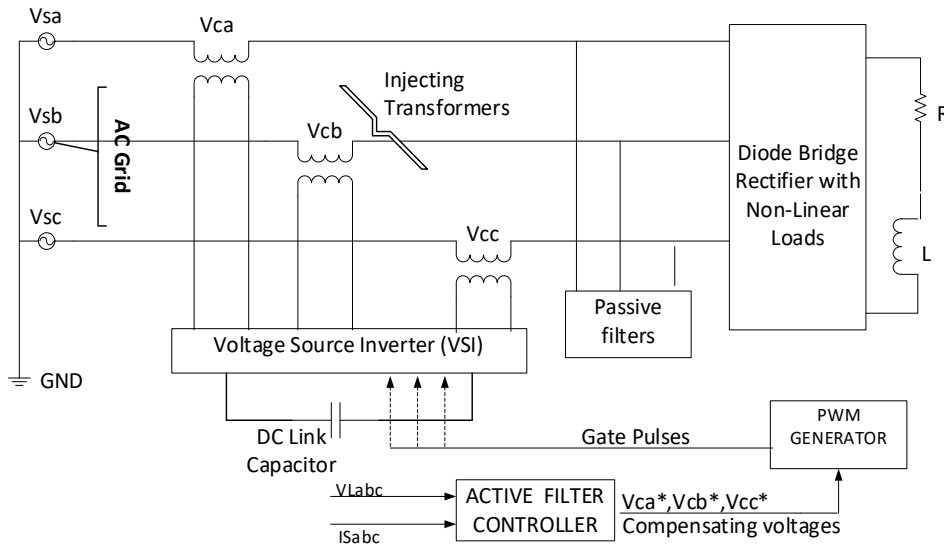 Vsa
Vca
Vsb
AC Grid
Vcb
Injecting
Transformers
Vsc
Vcc
Diode Bridge
Rectifier with
Non-Linear
Loads
R
L
Passive
filters
Voltage Source Inverter (VSI)
GND
DC Link
Capacitor
Gate Pulses
PWM
GENERATOR
VLabc
ISabc
ACTIVE FILTER
CONTROLLER
Vca*,Vcb*,Vcc*
Compensating voltages